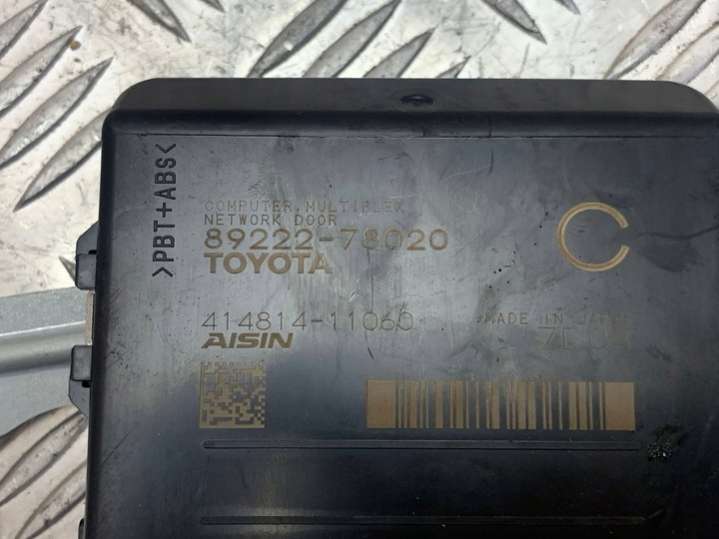 >PBT+ABS<
COMPUTER, MULTIPLEX
NETWORK DOOR
89222-78020
C
TOYOTA
414814-11060
MADE IN JAPAN
AISIN